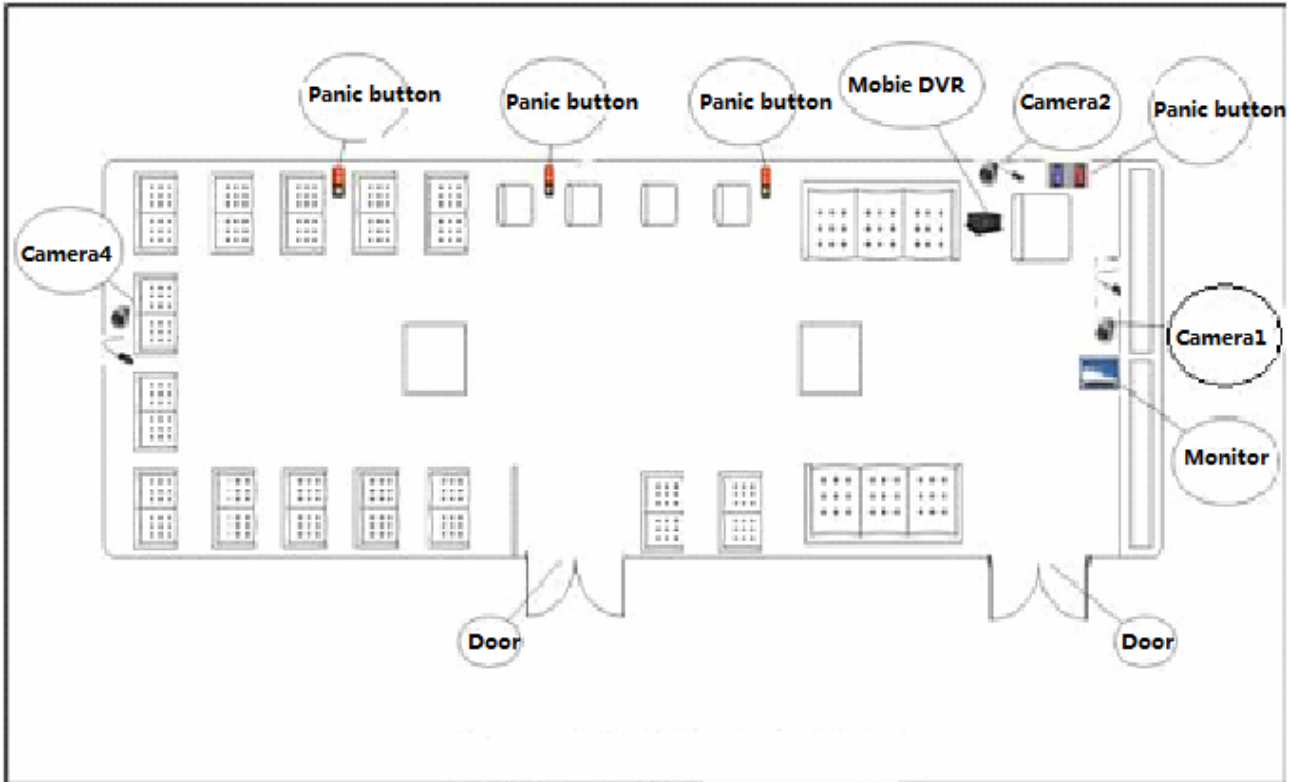 Panic button
Panic button
Panic button
Mobie DVR
Camera2
Panic button
Camera4
Camera1
Monitor
Door
Door